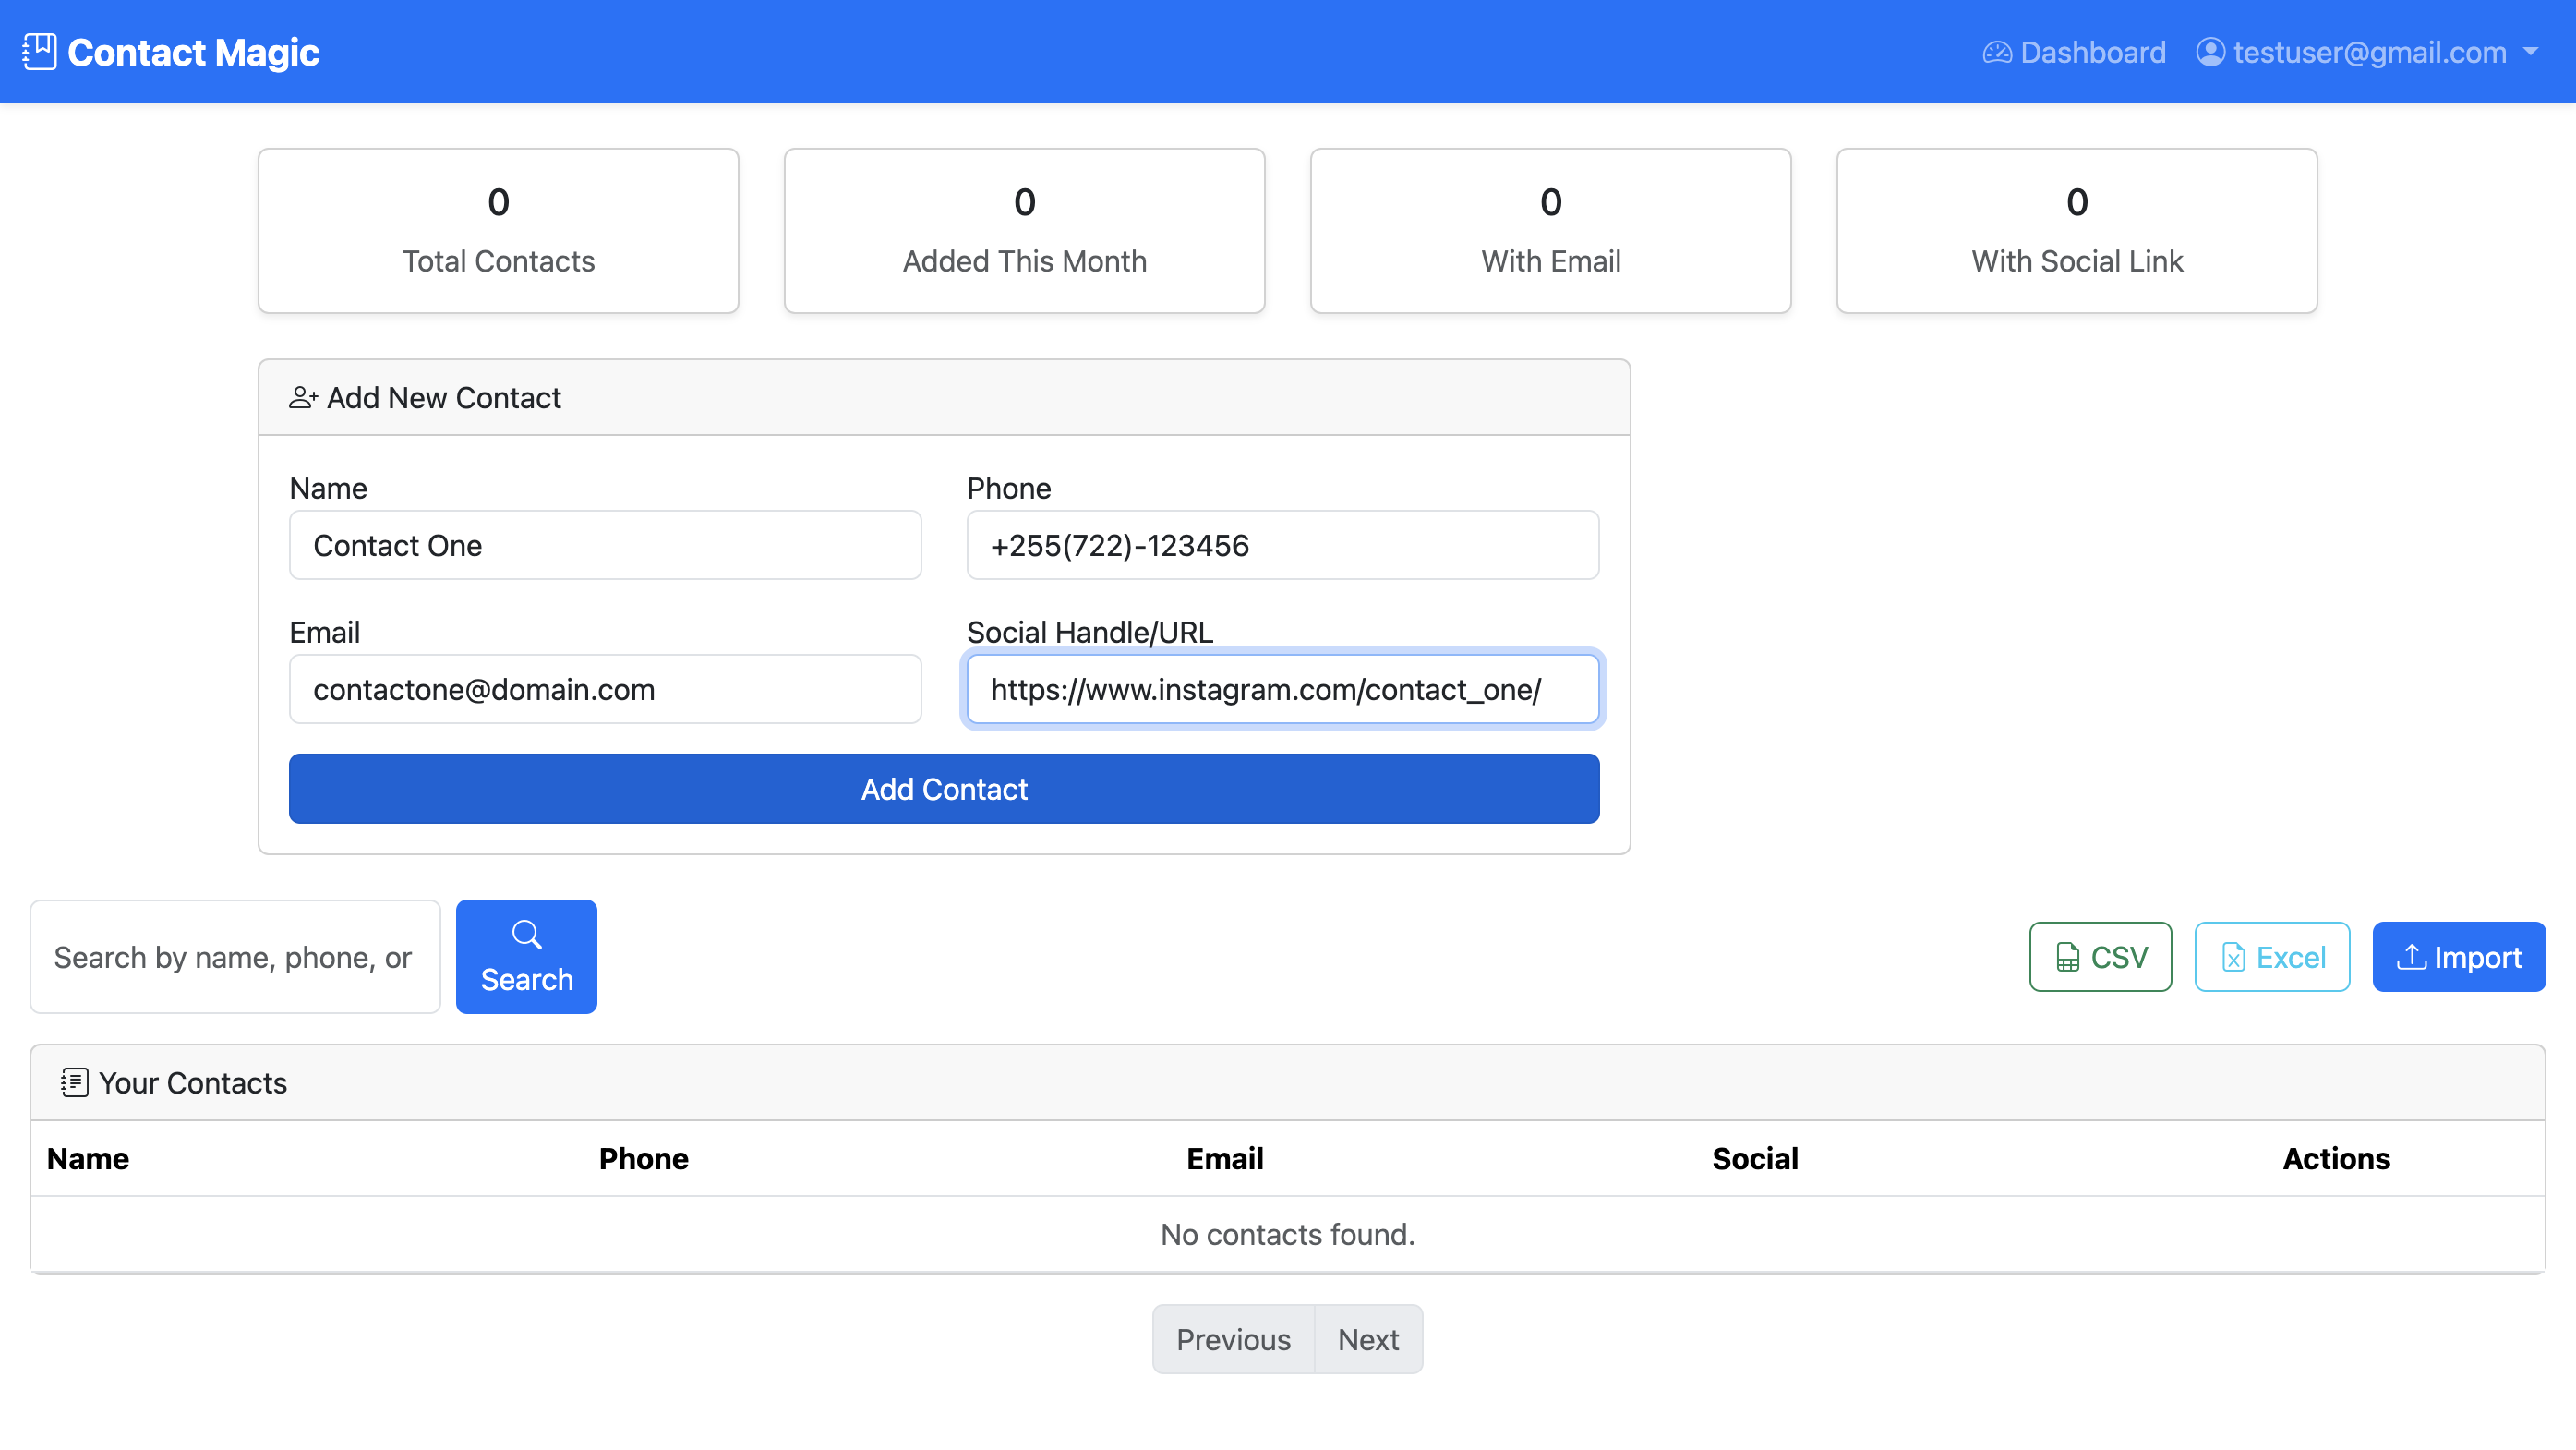 Contact Magic
Dashboard testuser@gmail.com
0 0 0 0
Total Contacts Added This Month With Email With Social Link
Add New Contact
Name Phone
Contact One +255(722)-123456
Email Social Handle/URL
contactone@domain.com https://www.instagram.com/contact_one/
Add Contact
Search by name, phone, or
Search
CSV Excel Import
Your Contacts
Name Phone Email Social Actions
No contacts found.
Previous Next